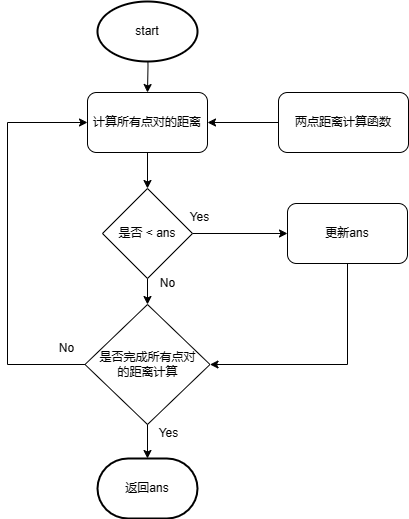 start
计算所有点对的距离
两点距离计算函数
是否 < ans
Yes
更新ans
No
是否完成所有点对
的距离计算
No
Yes
返回ans